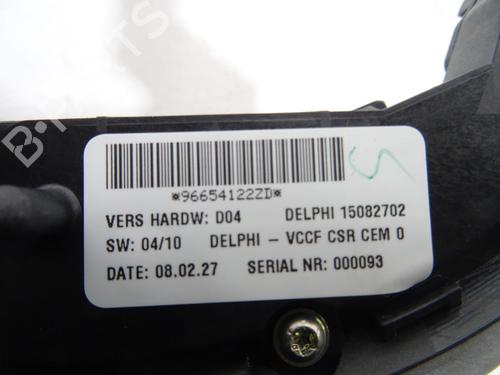 B-PARTS
*96654122ZD*
VERS HARDW: D04 DELPHI 15082702
SW: 04/10 DELPHI - VCCF CSR CEM 0
DATE: 08.02.27 SERIAL NR: 000093